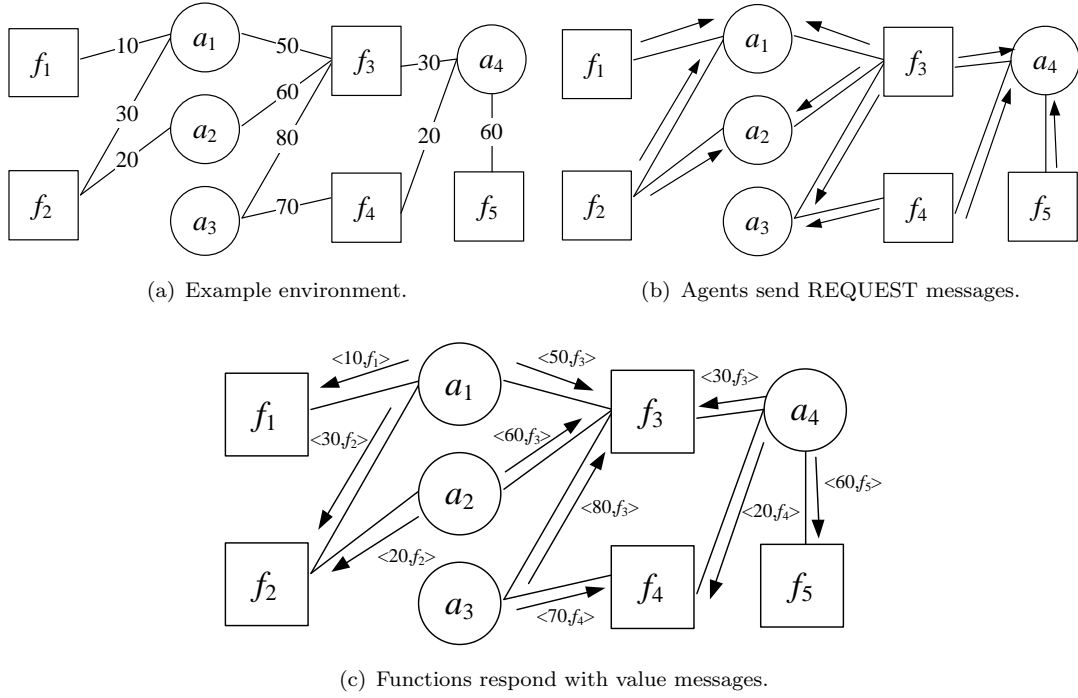 f₁
10
a₁
50
f₃
30
a₄
30
60
20
a₂
80
20
60
f₂
a₃
70
f₄
f₅
(a) Example environment.
f₁
a₁
f₃
a₄
a₂
f₂
a₃
f₄
f₅
(b) Agents send REQUEST messages.
<10,f₁>
a₁
<50,f₃>
<30,f₃>
f₁
f₃
a₄
<30,f₂>
<60,f₃>
a₂
<60,f₅>
<80,f₃>
<20,f₄>
<20,f₂>
f₂
a₃
f₄
f₅
<70,f₄>
(c) Functions respond with value messages.